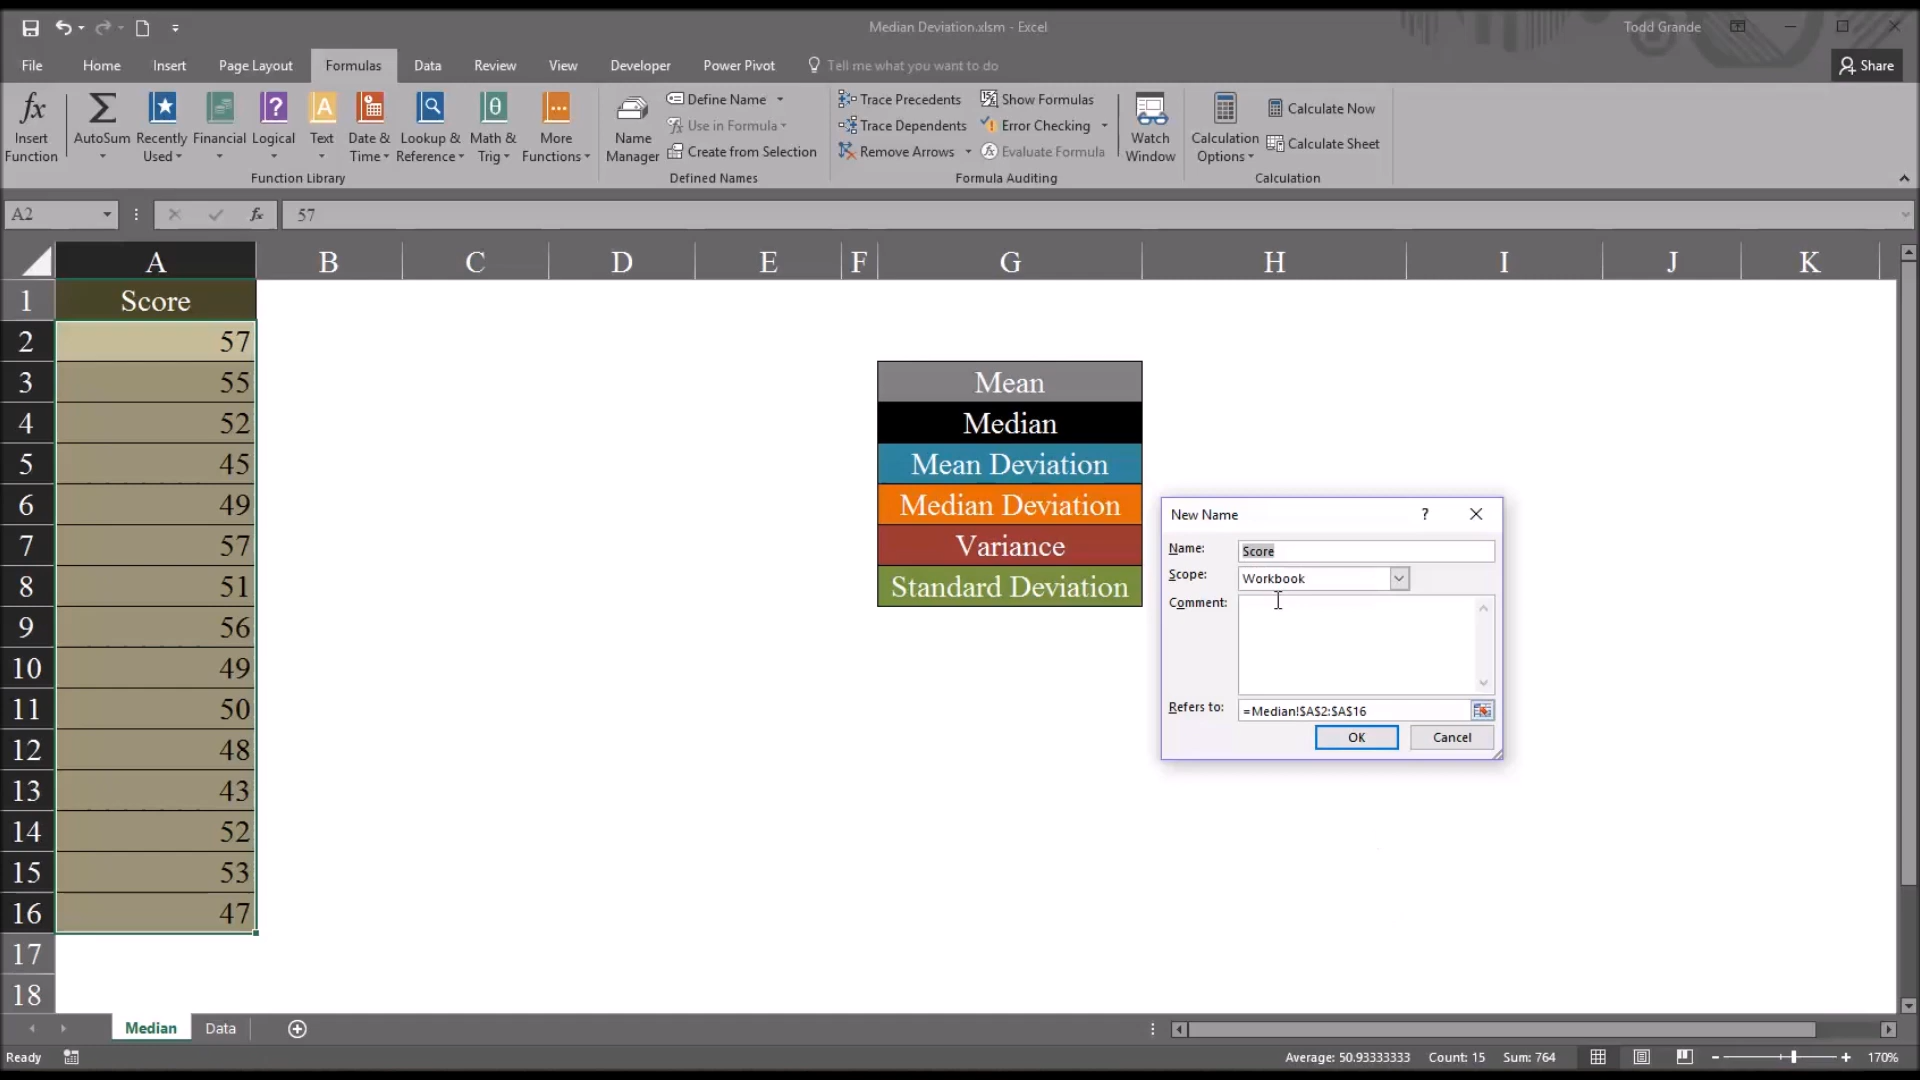 Median Deviation.xlsm - Excel
Todd Grande
File Home Insert Page Layout Formulas Data Review View Developer Power Pivot Tell me what you want to do Share
Insert Function
AutoSum
Recently Used
Financial
Logical
Text
Date & Time
Lookup & Reference
Math & Trig
More Functions
Function Library
Name Manager
Define Name
Use in Formula
Create from Selection
Defined Names
Trace Precedents
Trace Dependents
Remove Arrows
Show Formulas
Error Checking
Evaluate Formula
Formula Auditing
Watch Window
Calculation Options
Calculate Now
Calculate Sheet
Calculation
A2 fx 57
A B C D E F G H I J K
1 Score
2 57
3 55 Mean
4 52 Median
5 45 Mean Deviation
6 49 Median Deviation
7 57 Variance
8 51 Standard Deviation
9 56
10 49
11 50
12 48
13 43
14 52
15 53
16 47
17
18
New Name ?
Name: Score
Scope: Workbook
Comment:
Refers to: =Median!$A$2:$A$16
OK Cancel
Median Data
Ready Average: 50.93333333 Count: 15 Sum: 764 170%